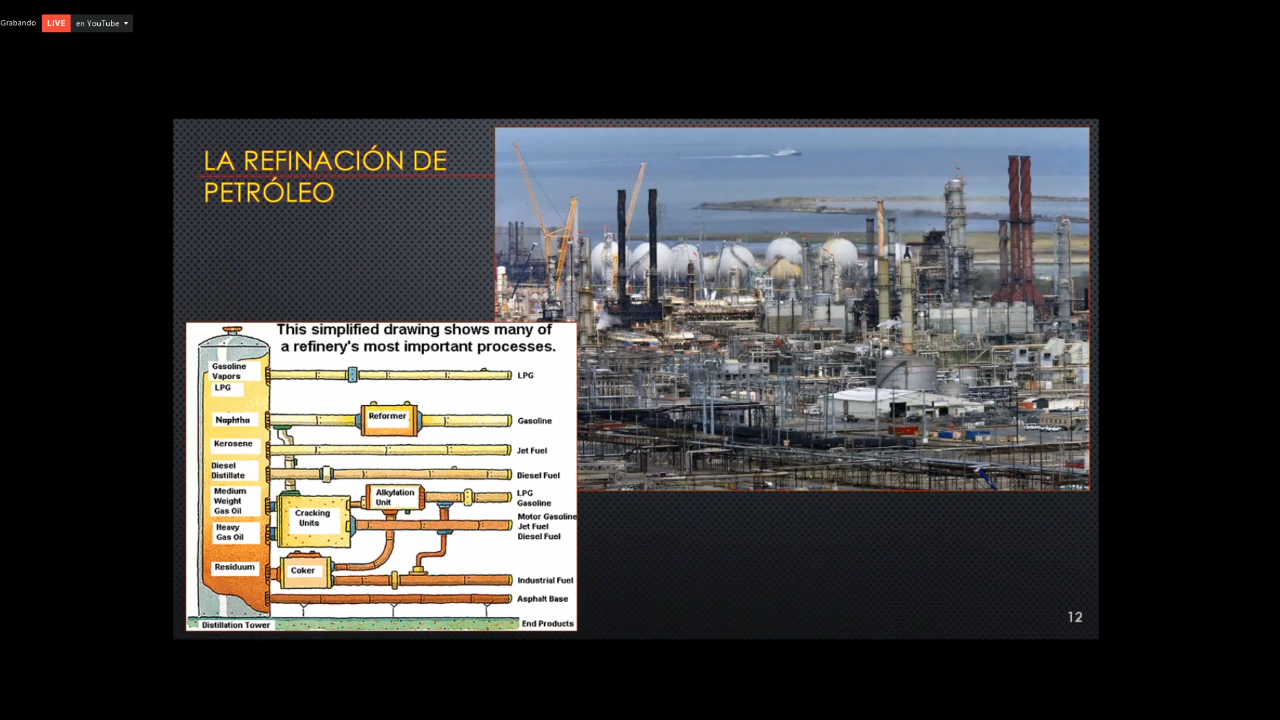 Grabando
LIVE en YouTube
LA REFINACIÓN DE
PETRÓLEO
This simplified drawing shows many of
a refinery's most important processes.
Gasoline
Vapors
LPG
LPG
Naphtha
Reformer
Gasoline
Kerosene
Jet Fuel
Diesel
Distillate
Diesel Fuel
Medium
Weight
Gas Oil
Alkylation
Unit
LPG
Gasoline
Cracking
Units
Motor Gasoline
Jet Fuel
Diesel Fuel
Heavy
Gas Oil
Residuum
Coker
Industrial Fuel
Asphalt Base
Distillation Tower
End Products
12